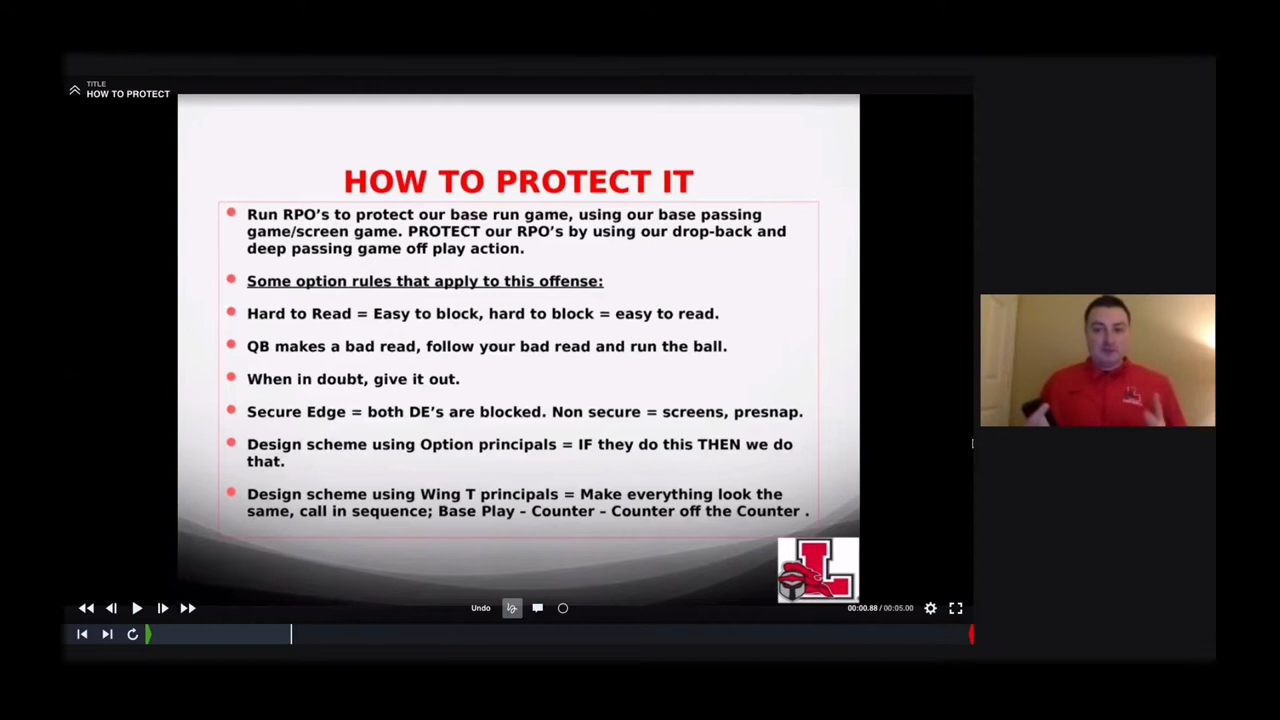 TITLE
HOW TO PROTECT
HOW TO PROTECT IT
Run RPO's to protect our base run game, using our base passing
game/screen game. PROTECT our RPO's by using our drop-back and
deep passing game off play action.
Some option rules that apply to this offense:
Hard to Read = Easy to block, hard to block = easy to read.
QB makes a bad read, follow your bad read and run the ball.
When in doubt, give it out.
Secure Edge = both DE's are blocked. Non secure = screens, presnap.
Design scheme using Option principals = IF they do this THEN we do
that.
Design scheme using Wing T principals = Make everything look the
same, call in sequence; Base Play – Counter – Counter off the Counter .
L
L
Undo
00:00.88 / 00:05.00